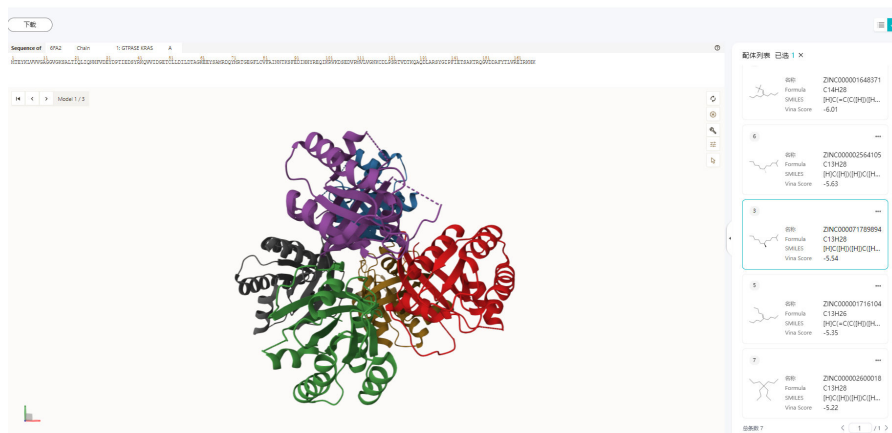 下載
Sequence of 6FA2 Chain 1: GTPASE KRAS A
Model 1 / 3
配体列表 已选 1 ×
名称 ZINC000001648371
Formula C14H28
SMILES [H]C(=C(C([H])([H...
Vina Score -6.01
6
名称 ZINC000002564105
Formula C13H28
SMILES [H]C([H])([H])C([H...
Vina Score -5.63
3
名称 ZINC000071789894
Formula C13H28
SMILES [H]C([H])([H])C([H...
Vina Score -5.54
5
名称 ZINC000001716104
Formula C13H26
SMILES [H]C(=C(C([H])([H...
Vina Score -5.35
7
名称 ZINC000002600018
Formula C13H28
SMILES [H]C([H])([H])C([H...
Vina Score -5.22
总条数 7
1 / 1